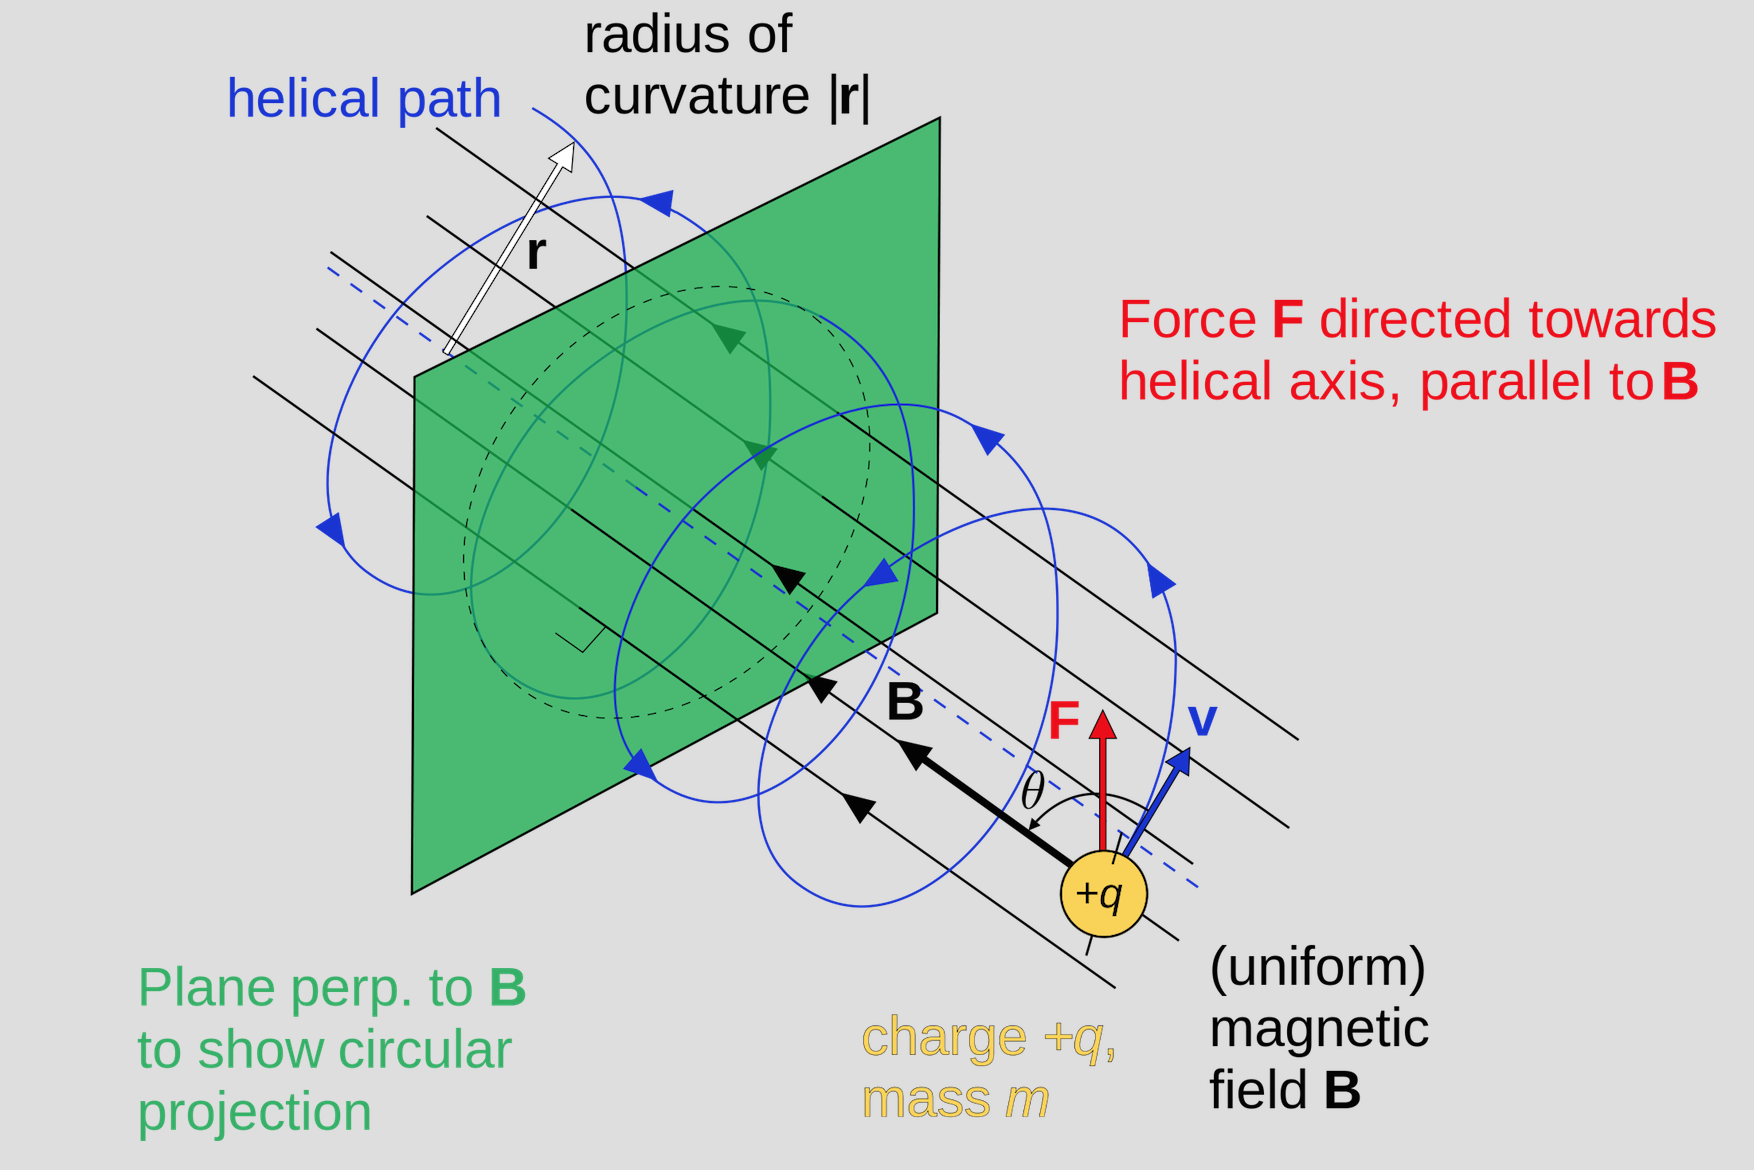 radius of
curvature |r|
helical path
r
Force F directed towards
helical axis, parallel to B
B
F
v
θ
+q
(uniform)
magnetic
field B
Plane perp. to B
to show circular
projection
charge +q,
mass m